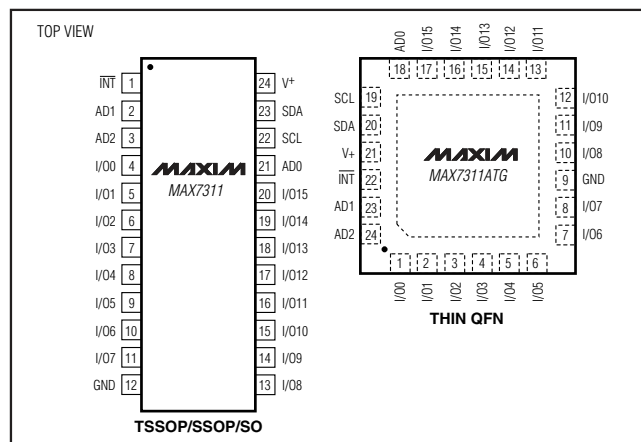 TOP VIEW
INT 1
AD1 2
AD2 3
I/O0 4
I/O1 5
I/O2 6
I/O3 7
I/O4 8
I/O5 9
I/O6 10
I/O7 11
GND 12
24 V+
23 SDA
22 SCL
21 AD0
20 I/O15
19 I/O14
18 I/O13
17 I/O12
16 I/O11
15 I/O10
14 I/O9
13 I/O8
MAXIM
MAX7311
TSSOP/SSOP/SO
AD0 I/O15 I/O14 I/O13 I/O12 I/O11
18 17 16 15 14 13
SCL 19
SDA 20
V+ 21
INT 22
AD1 23
AD2 24
MAXIM
MAX7311ATG
12 I/O10
11 I/O9
10 I/O8
9 GND
8 I/O7
7 I/O6
1 2 3 4 5 6
I/O0 I/O1 I/O2 I/O3 I/O4 I/O5
THIN QFN